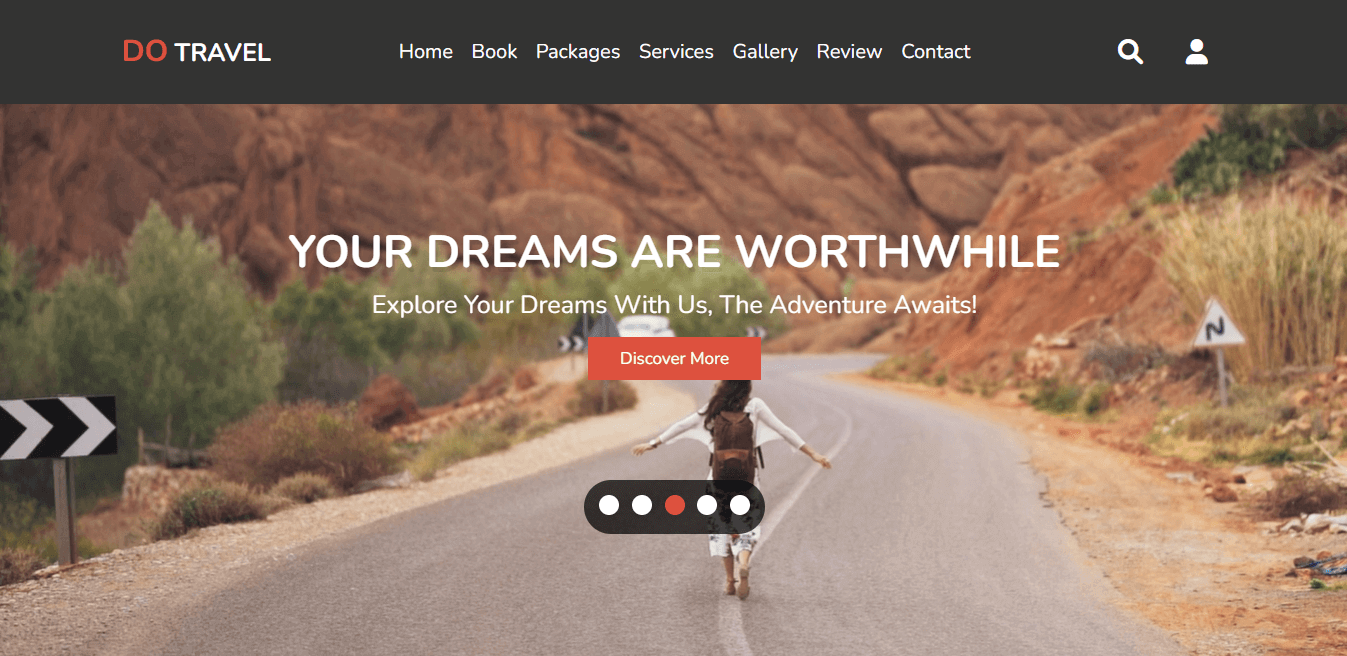 DO TRAVEL
Home Book Packages Services Gallery Review Contact
YOUR DREAMS ARE WORTHWHILE
Explore Your Dreams With Us, The Adventure Awaits!
Discover More